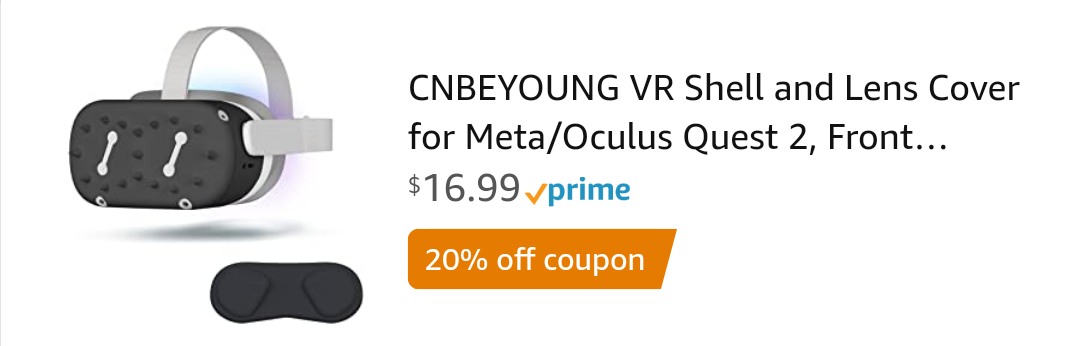 CNBEYOUNG VR Shell and Lens Cover
for Meta/Oculus Quest 2, Front...
$16.99 prime
20% off coupon